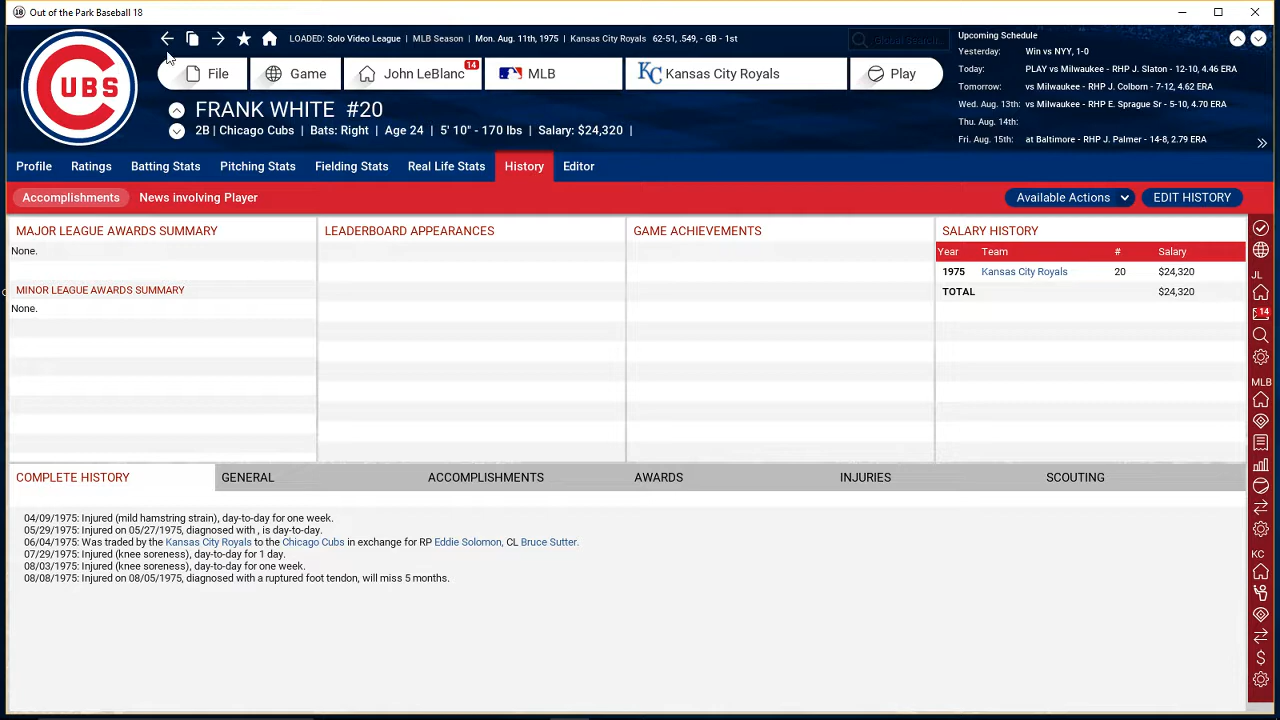 Out of the Park Baseball 18
LOADED: Solo Video League | MLB Season | Mon. Aug. 11th, 1975 | Kansas City Royals 62-51, .549, - GB - 1st
Global Search...
File
Game
John LeBlanc 14
MLB
KC Kansas City Royals
Play
CUBS
FRANK WHITE #20
2B | Chicago Cubs | Bats: Right | Age 24 | 5' 10" - 170 lbs | Salary: $24,320 |
Upcoming Schedule
Yesterday: Win vs NYY, 1-0
Today: PLAY vs Milwaukee - RHP J. Slaton - 12-10, 4.46 ERA
Tomorrow: vs Milwaukee - RHP J. Colborn - 7-12, 4.62 ERA
Wed. Aug. 13th: vs Milwaukee - RHP E. Sprague Sr - 5-10, 4.70 ERA
Thu. Aug. 14th:
Fri. Aug. 15th: at Baltimore - RHP J. Palmer - 14-8, 2.79 ERA
Profile Ratings Batting Stats Pitching Stats Fielding Stats Real Life Stats History Editor
Accomplishments News involving Player Available Actions EDIT HISTORY
MAJOR LEAGUE AWARDS SUMMARY
None.
MINOR LEAGUE AWARDS SUMMARY
None.
LEADERBOARD APPEARANCES
GAME ACHIEVEMENTS
SALARY HISTORY
Year Team # Salary
1975 Kansas City Royals 20 $24,320
TOTAL $24,320
COMPLETE HISTORY GENERAL ACCOMPLISHMENTS AWARDS INJURIES SCOUTING
04/09/1975: Injured (mild hamstring strain), day-to-day for one week.
05/29/1975: Injured on 05/27/1975, diagnosed with , is day-to-day.
06/04/1975: Was traded by the Kansas City Royals to the Chicago Cubs in exchange for RP Eddie Solomon, CL Bruce Sutter.
07/29/1975: Injured (knee soreness), day-to-day for 1 day.
08/03/1975: Injured (knee soreness), day-to-day for one week.
08/08/1975: Injured on 08/05/1975, diagnosed with a ruptured foot tendon, will miss 5 months.
JL
14
MLB
KC
$